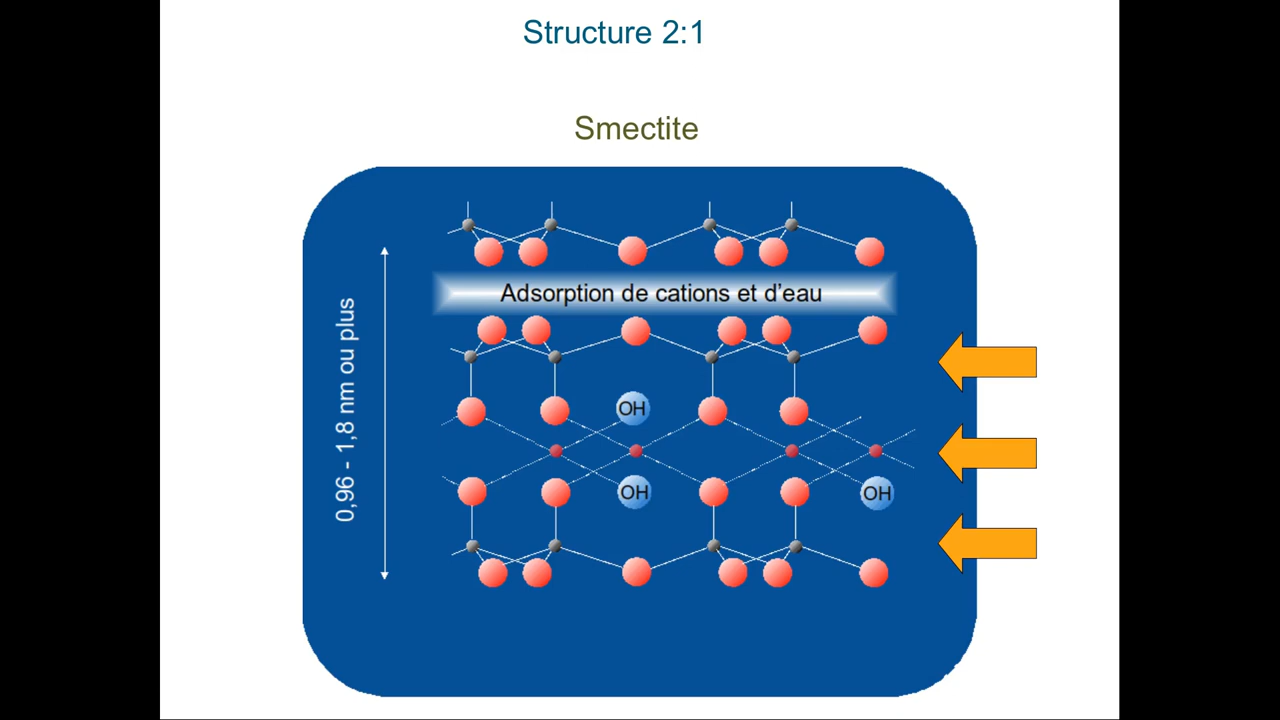 Structure 2:1
Smectite
Adsorption de cations et d'eau
0,96 - 1,8 nm ou plus
OH
OH
OH